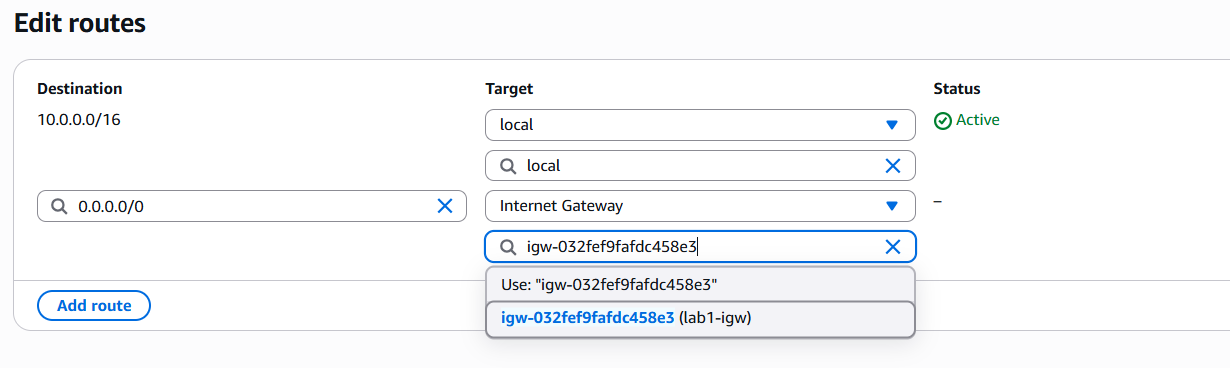 Edit routes
Destination Target Status
10.0.0.0/16 local Active
local
0.0.0.0/0 Internet Gateway –
igw-032fef9fafdc458e3
Use: "igw-032fef9fafdc458e3"
Add route igw-032fef9fafdc458e3 (lab1-igw)